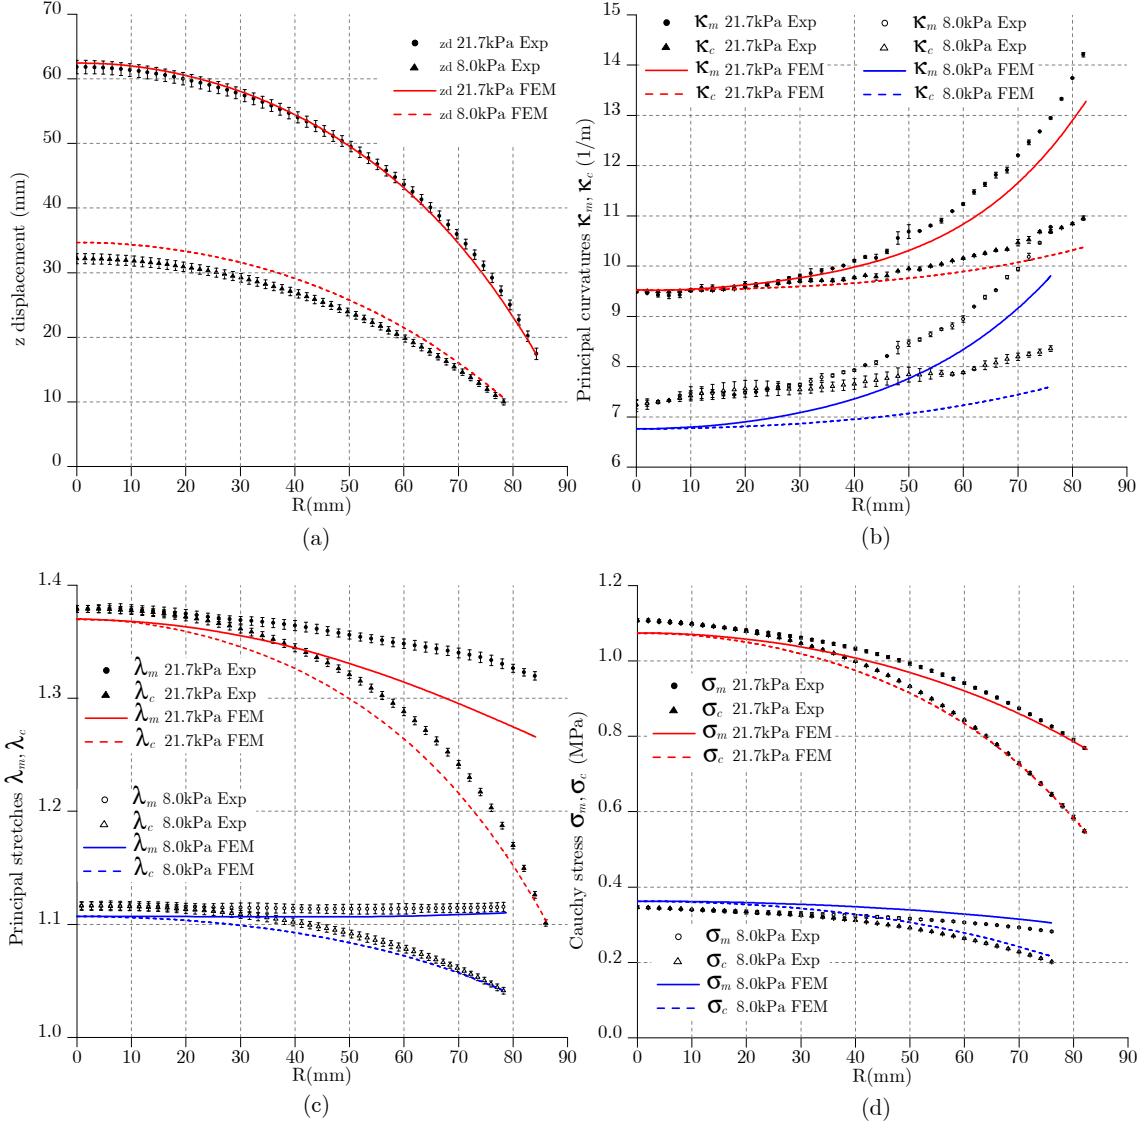 70
60
50
40
30
20
10
0
z displacement (mm)
zd 21.7kPa Exp
zd 8.0kPa Exp
zd 21.7kPa FEM
zd 8.0kPa FEM
0 10 20 30 40 50 60 70 80 90
R(mm)
(a)
15
14
13
12
11
10
9
8
7
6
Principal curvatures κm, κc (1/m)
κm 21.7kPa Exp
κc 21.7kPa Exp
κm 21.7kPa FEM
κc 21.7kPa FEM
κm 8.0kPa Exp
κc 8.0kPa Exp
κm 8.0kPa FEM
κc 8.0kPa FEM
0 10 20 30 40 50 60 70 80 90
R(mm)
(b)
1.4
1.3
1.2
1.1
1.0
Principal stretches λm, λc
λm 21.7kPa Exp
λc 21.7kPa Exp
λm 21.7kPa FEM
λc 21.7kPa FEM
λm 8.0kPa Exp
λc 8.0kPa Exp
λm 8.0kPa FEM
λc 8.0kPa FEM
0 10 20 30 40 50 60 70 80 90
R(mm)
(c)
1.2
1.0
0.8
0.6
0.4
0.2
0.0
Cauchy stress σm, σc (MPa)
σm 21.7kPa Exp
σc 21.7kPa Exp
σm 21.7kPa FEM
σc 21.7kPa FEM
σm 8.0kPa Exp
σc 8.0kPa Exp
σm 8.0kPa FEM
σc 8.0kPa FEM
0 10 20 30 40 50 60 70 80 90
R(mm)
(d)